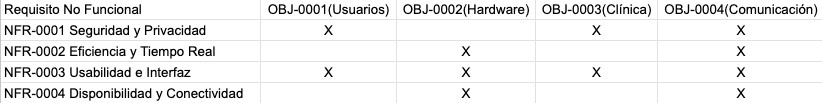 Requisito No Funcional OBJ-0001(Usuarios) OBJ-0002(Hardware) OBJ-0003(Clínica) OBJ-0004(Comunicación)
NFR-0001 Seguridad y Privacidad X X X
NFR-0002 Eficiencia y Tiempo Real X X
NFR-0003 Usabilidad e Interfaz X X X X
NFR-0004 Disponibilidad y Conectividad X X